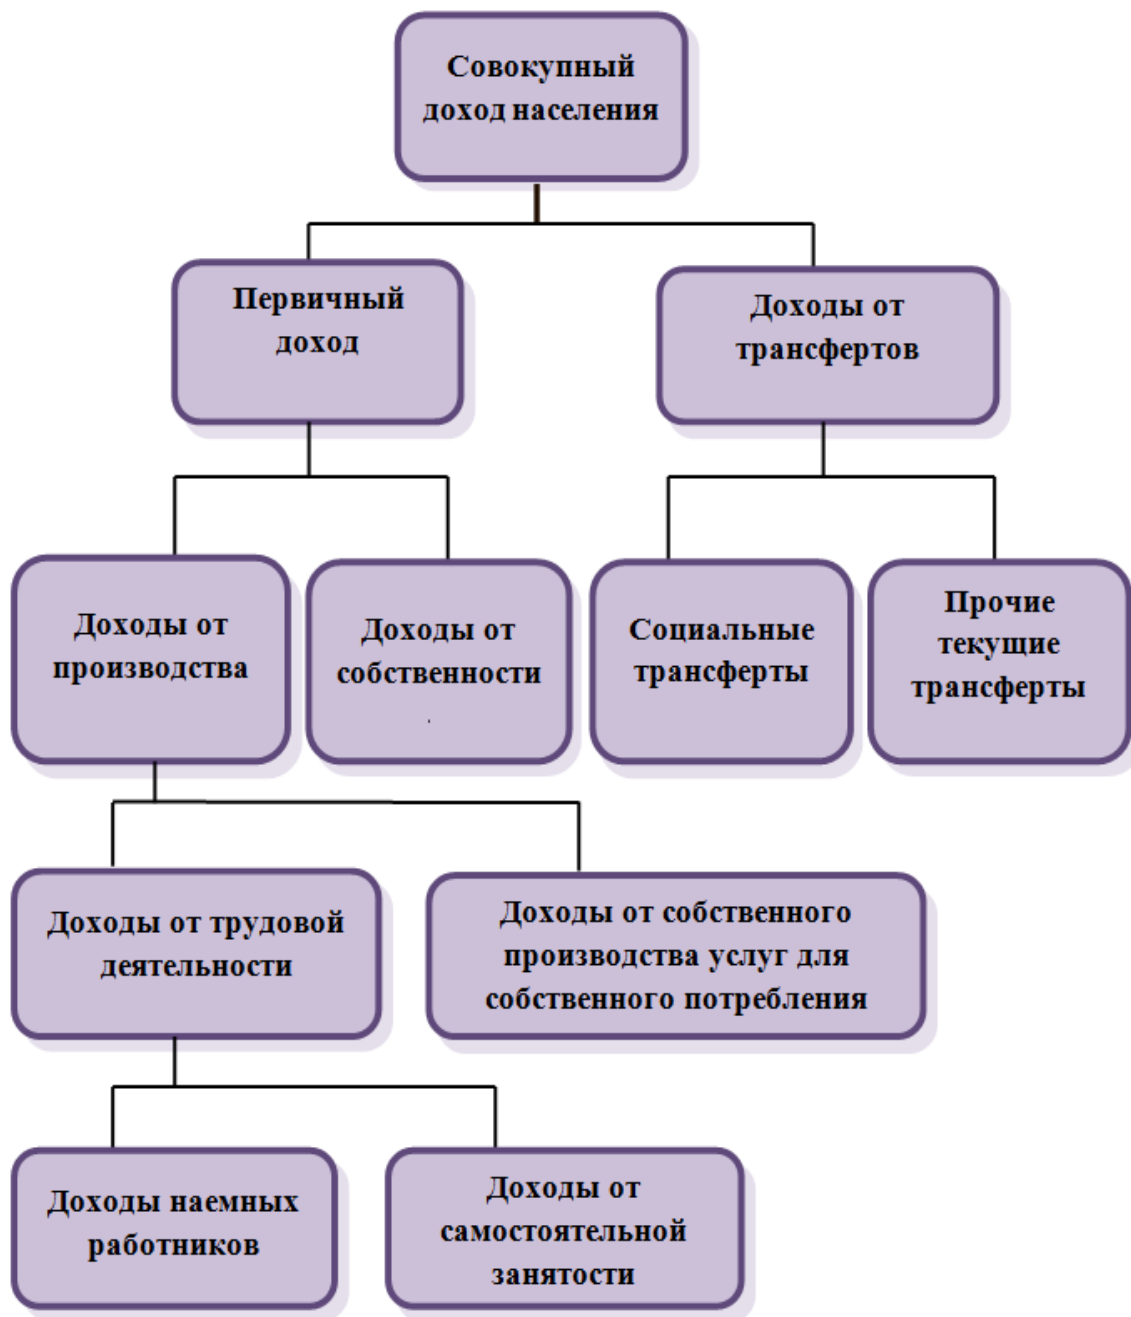 Совокупный
доход населения
Первичный
доход
Доходы от
трансфертов
Доходы от
производства
Доходы от
собственности
.
Социальные
трансферты
Прочие
текущие
трансферты
Доходы от трудовой
деятельности
Доходы от собственного
производства услуг для
собственного потребления
Доходы наемных
работников
Доходы от
самостоятельной
занятости